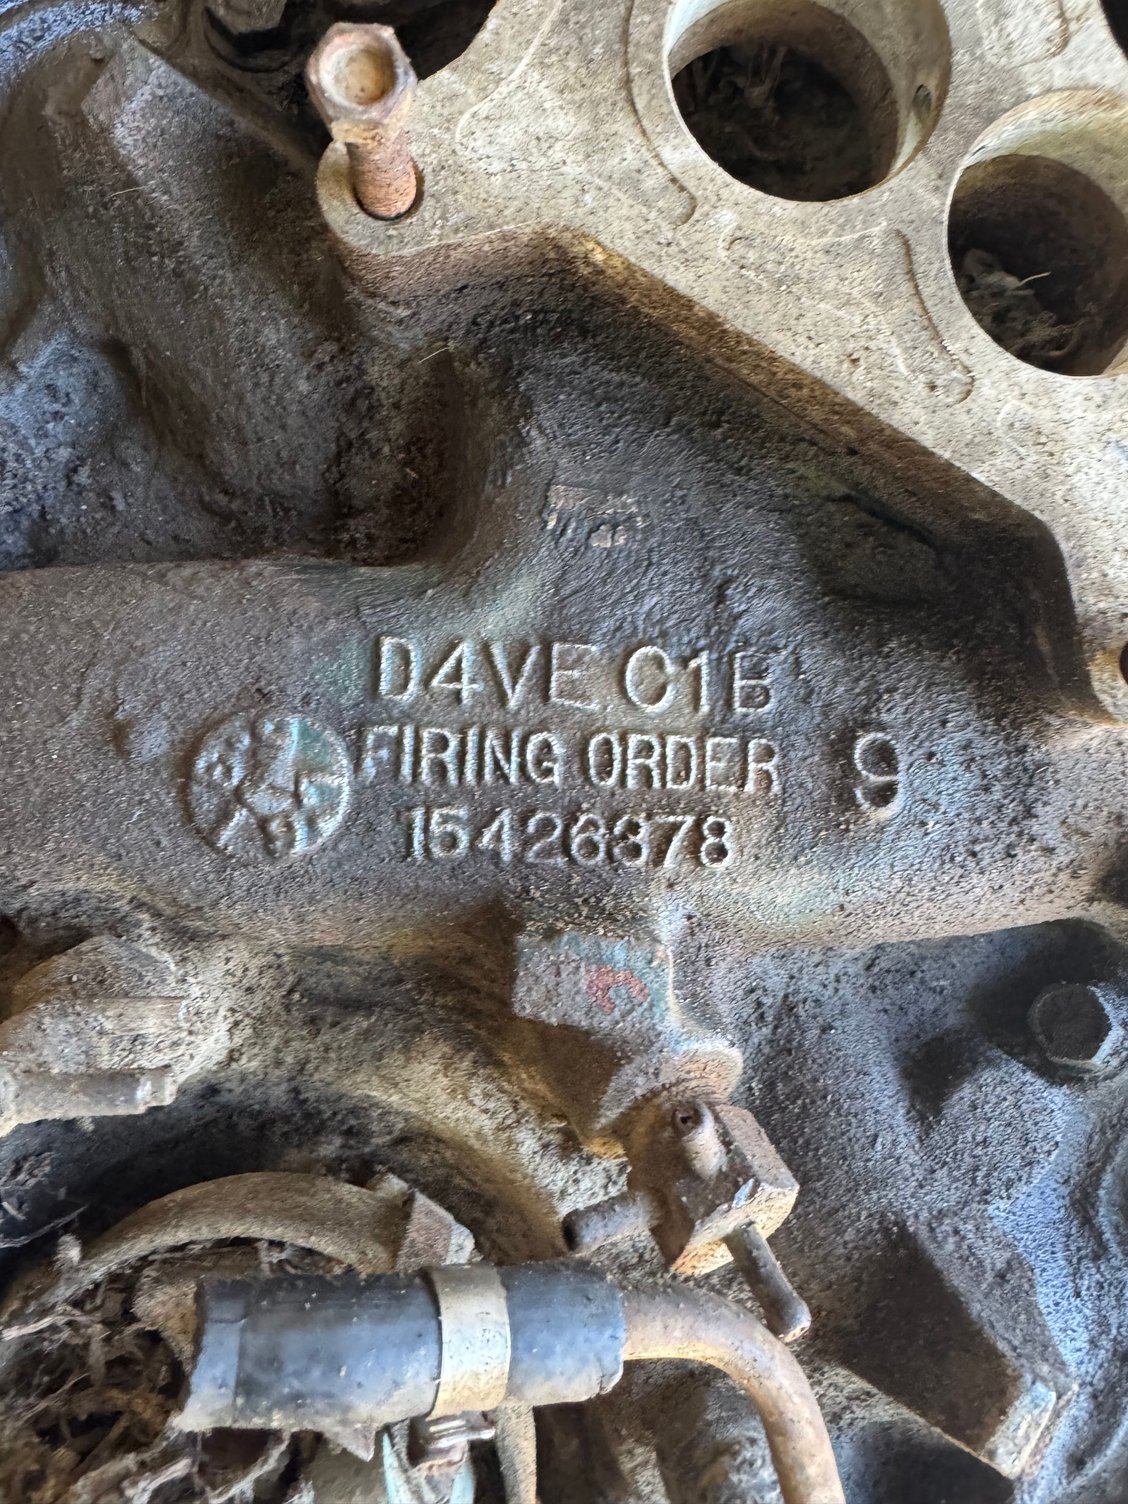 D4VE C1B
FIRING ORDER 9
15426378
C